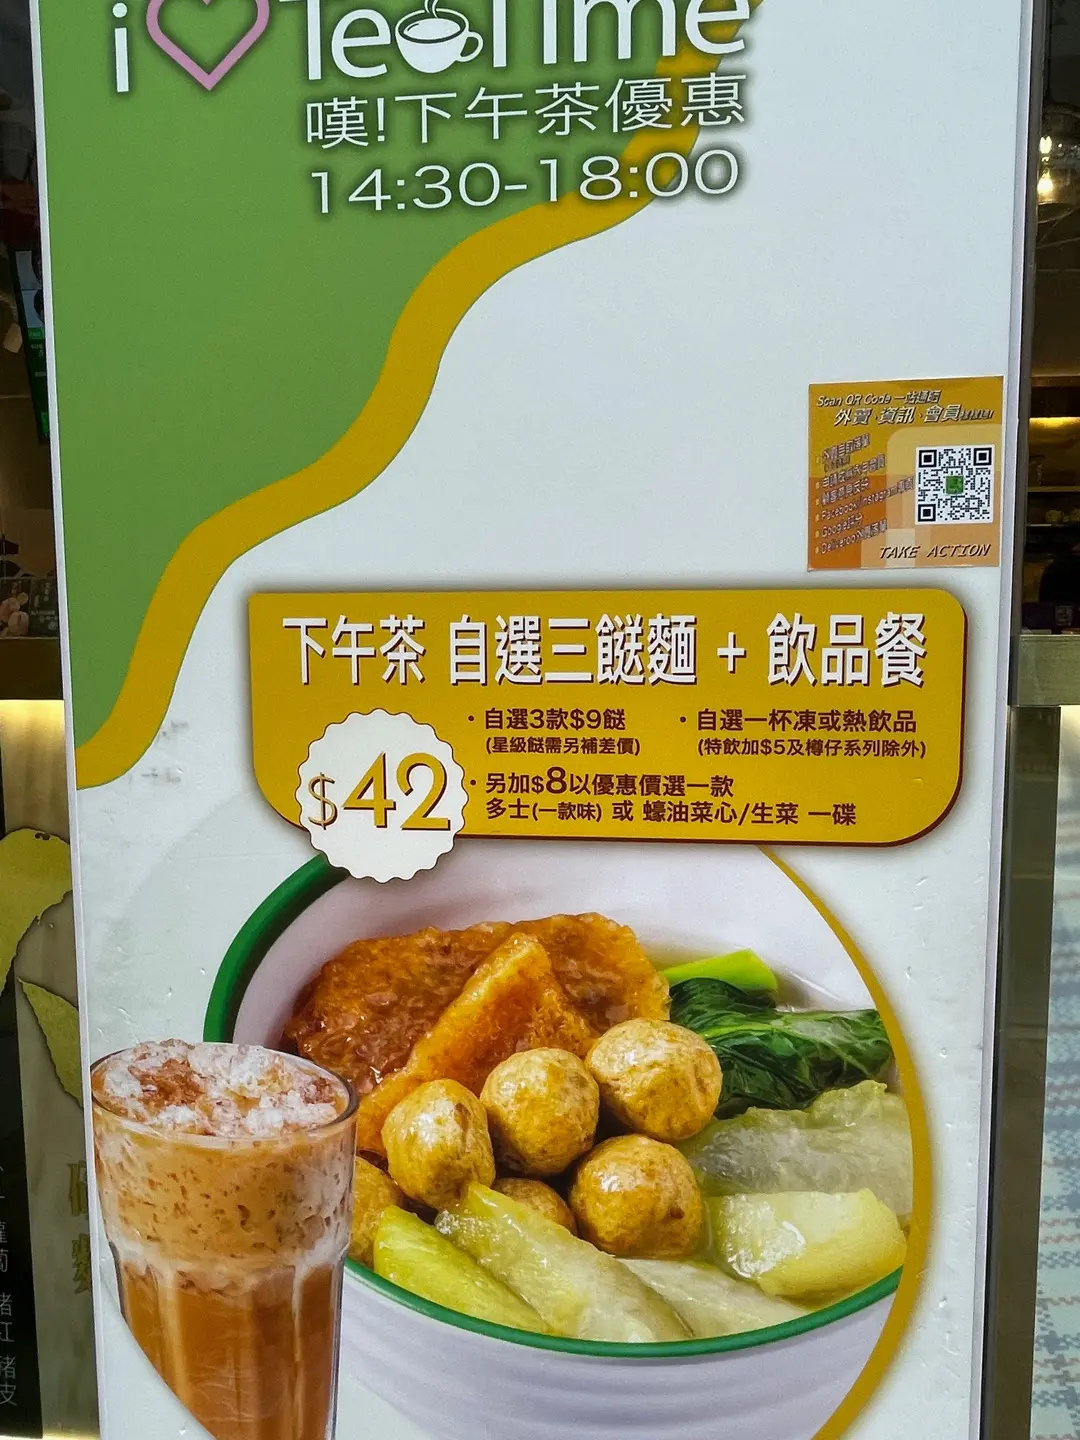 i TeaTime
嘆!下午茶優惠
14:30-18:00
Scan QR Code 一站連結
外賣·資訊·會員
TAKE ACTION
下午茶 自選三餸麵 + 飲品餐
·自選3款$9餸
(星級餸需另補差價)
·自選一杯凍或熱飲品
(特飲加$5及樽仔系列除外)
$42
·另加$8以優惠價選一款
多士(一款味) 或 蠔油菜心/生菜 一碟